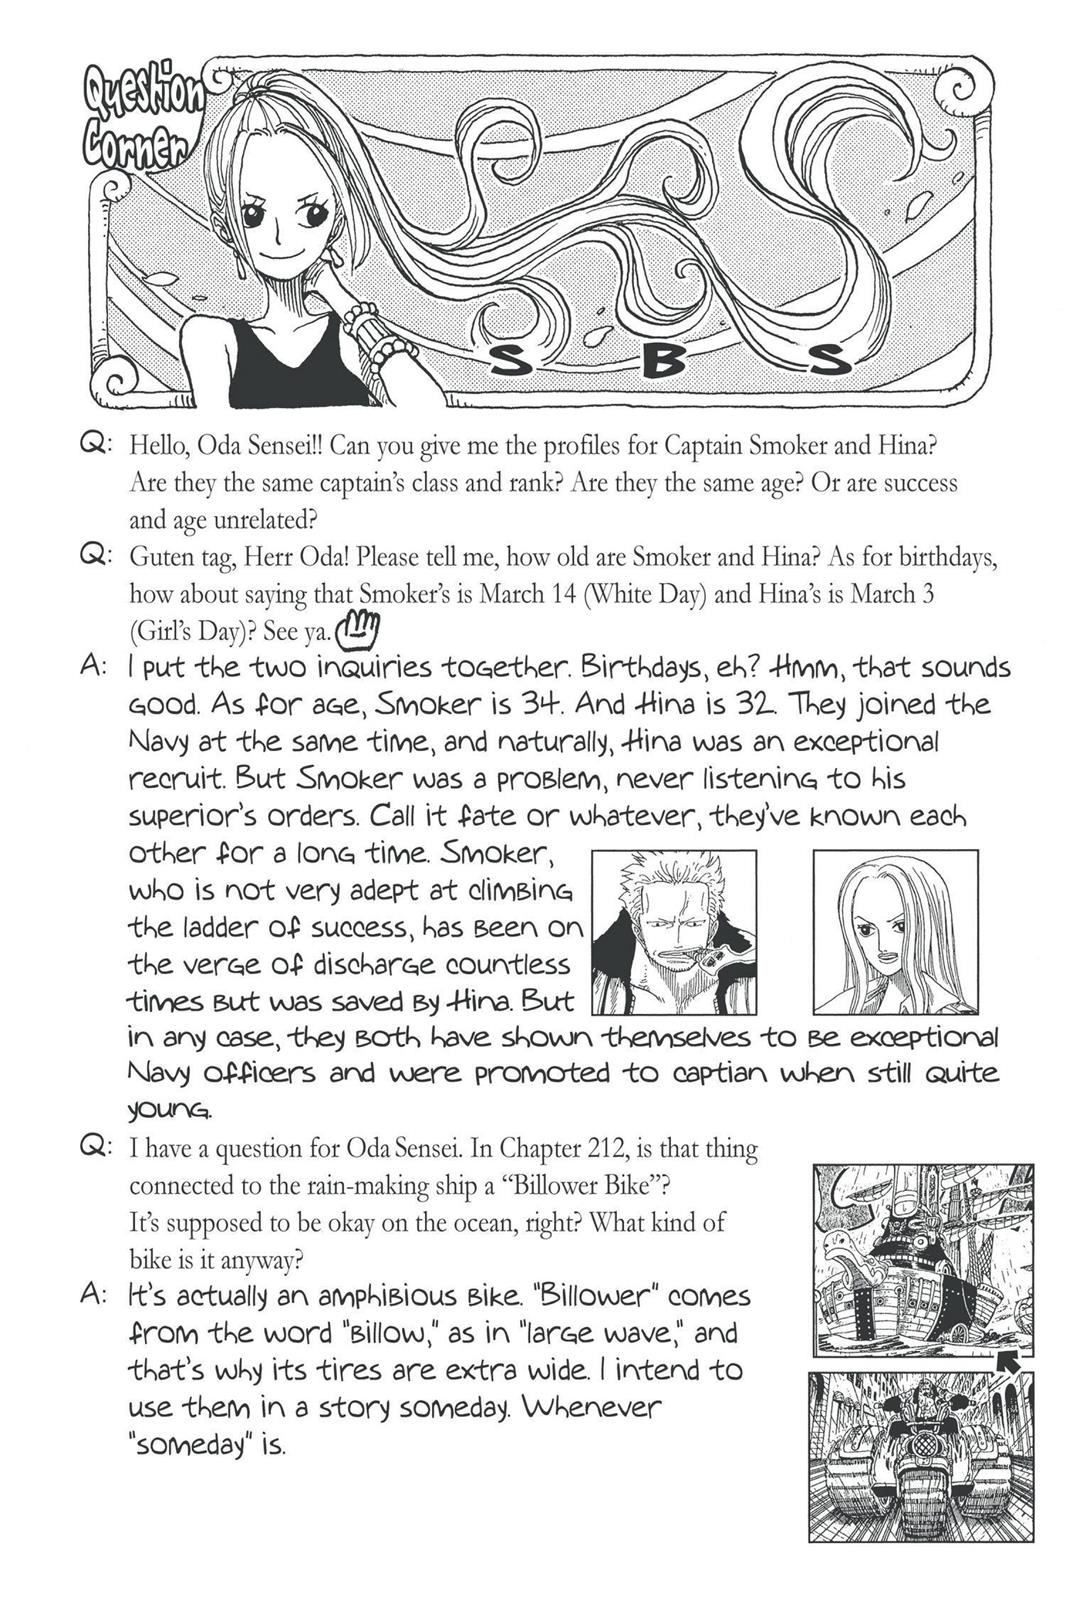 Question
Corner
S B S
Q: Hello, Oda Sensei!! Can you give me the profiles for Captain Smoker and Hina?
Are they the same captain's class and rank? Are they the same age? Or are success
and age unrelated?
Q: Guten tag, Herr Oda! Please tell me, how old are Smoker and Hina? As for birthdays,
how about saying that Smoker's is March 14 (White Day) and Hina's is March 3
(Girl's Day)? See ya.
A: I put the two inquiries together. Birthdays, eh? Hmm, that sounds
good. As for age, Smoker is 34. And Hina is 32. They joined the
Navy at the same time, and naturally, Hina was an exceptional
recruit. But Smoker was a problem, never listening to his
superior's orders. Call it fate or whatever, they've known each
other for a long time. Smoker,
who is not very adept at climbing
the ladder of success, has been on
the verge of discharge countless
times but was saved by Hina. But
in any case, they both have shown themselves to be exceptional
Navy officers and were promoted to captian when still quite
young.
Q: I have a question for Oda Sensei. In Chapter 212, is that thing
connected to the rain-making ship a “Billower Bike”?
It's supposed to be okay on the ocean, right? What kind of
bike is it anyway?
A: It's actually an amphibious bike. "Billower" comes
from the word "billow," as in "large wave," and
that's why its tires are extra wide. I intend to
use them in a story someday. Whenever
"someday" is.